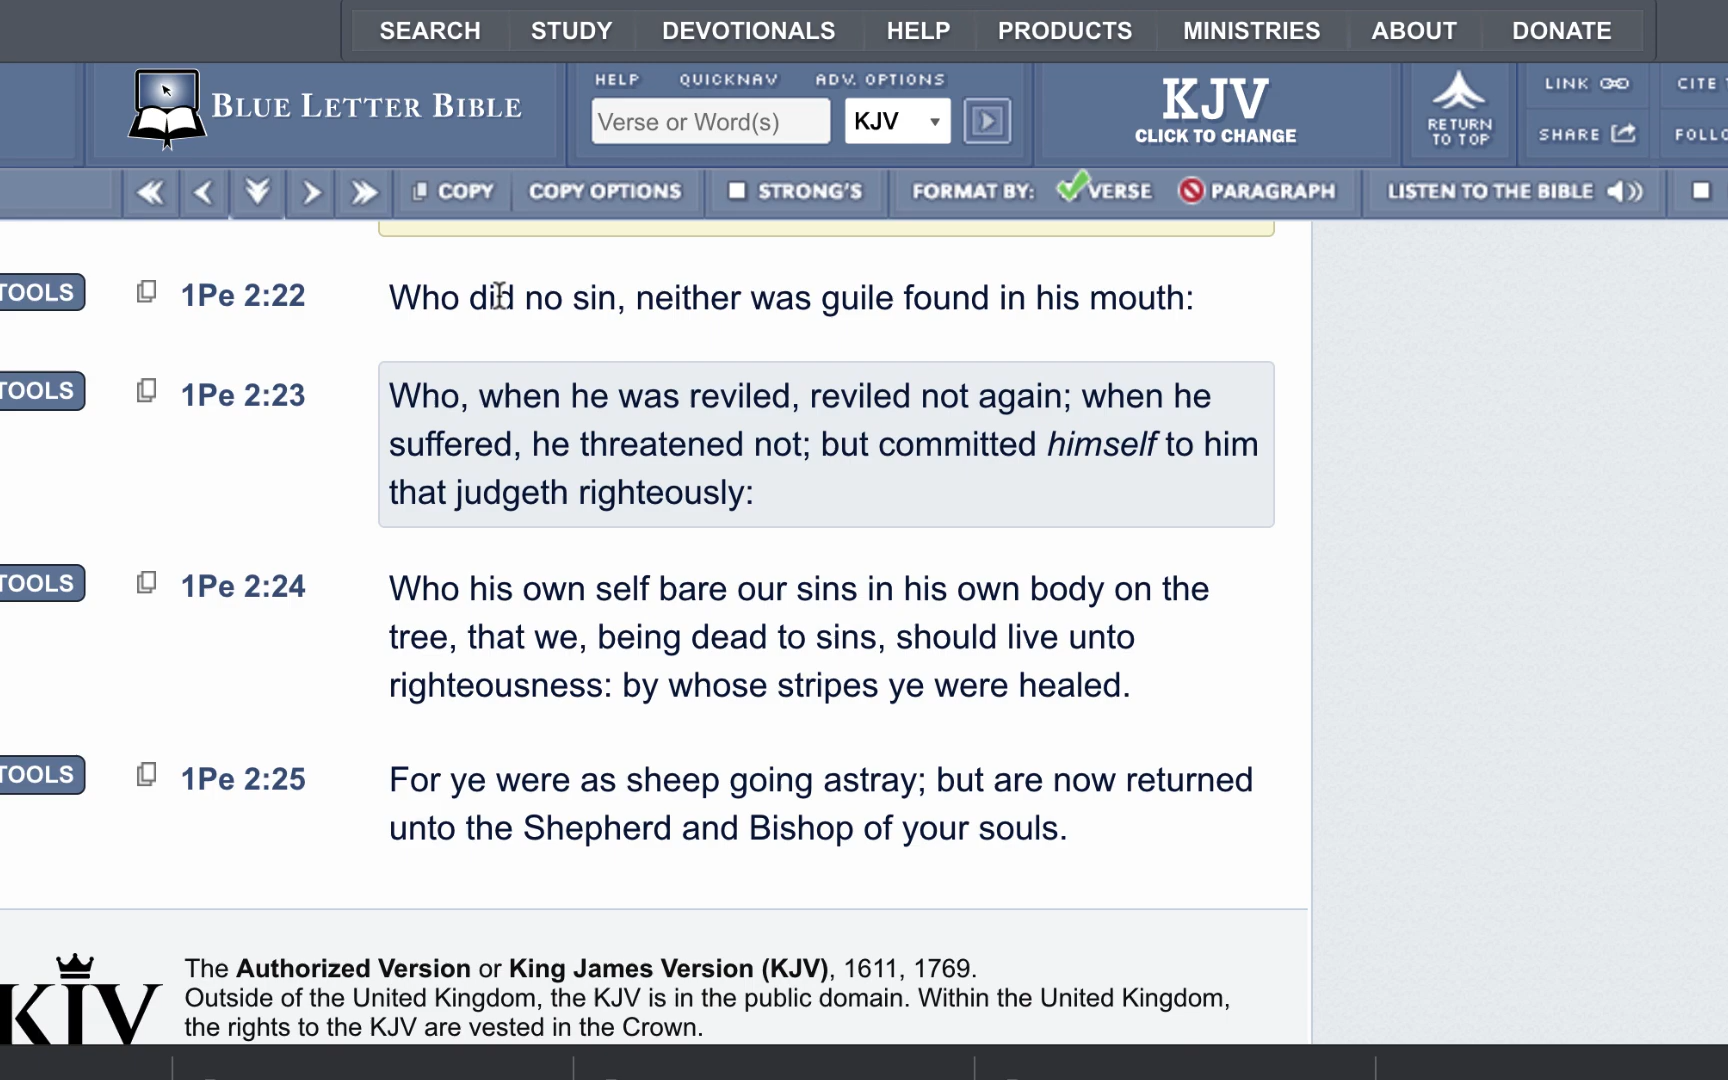 SEARCH STUDY DEVOTIONALS HELP PRODUCTS MINISTRIES ABOUT DONATE
BLUE LETTER BIBLE
HELP QUICKNAV ADV. OPTIONS
Verse or Word(s) KJV
KJV
CLICK TO CHANGE
RETURN
TO TOP
LINK
SHARE
CITE
COPY COPY OPTIONS STRONG'S FORMAT BY: VERSE PARAGRAPH LISTEN TO THE BIBLE
TOOLS 1Pe 2:22 Who did no sin, neither was guile found in his mouth:
TOOLS 1Pe 2:23 Who, when he was reviled, reviled not again; when he
suffered, he threatened not; but committed himself to him
that judgeth righteously:
TOOLS 1Pe 2:24 Who his own self bare our sins in his own body on the
tree, that we, being dead to sins, should live unto
righteousness: by whose stripes ye were healed.
TOOLS 1Pe 2:25 For ye were as sheep going astray; but are now returned
unto the Shepherd and Bishop of your souls.
KJV
The Authorized Version or King James Version (KJV), 1611, 1769.
Outside of the United Kingdom, the KJV is in the public domain. Within the United Kingdom,
the rights to the KJV are vested in the Crown.